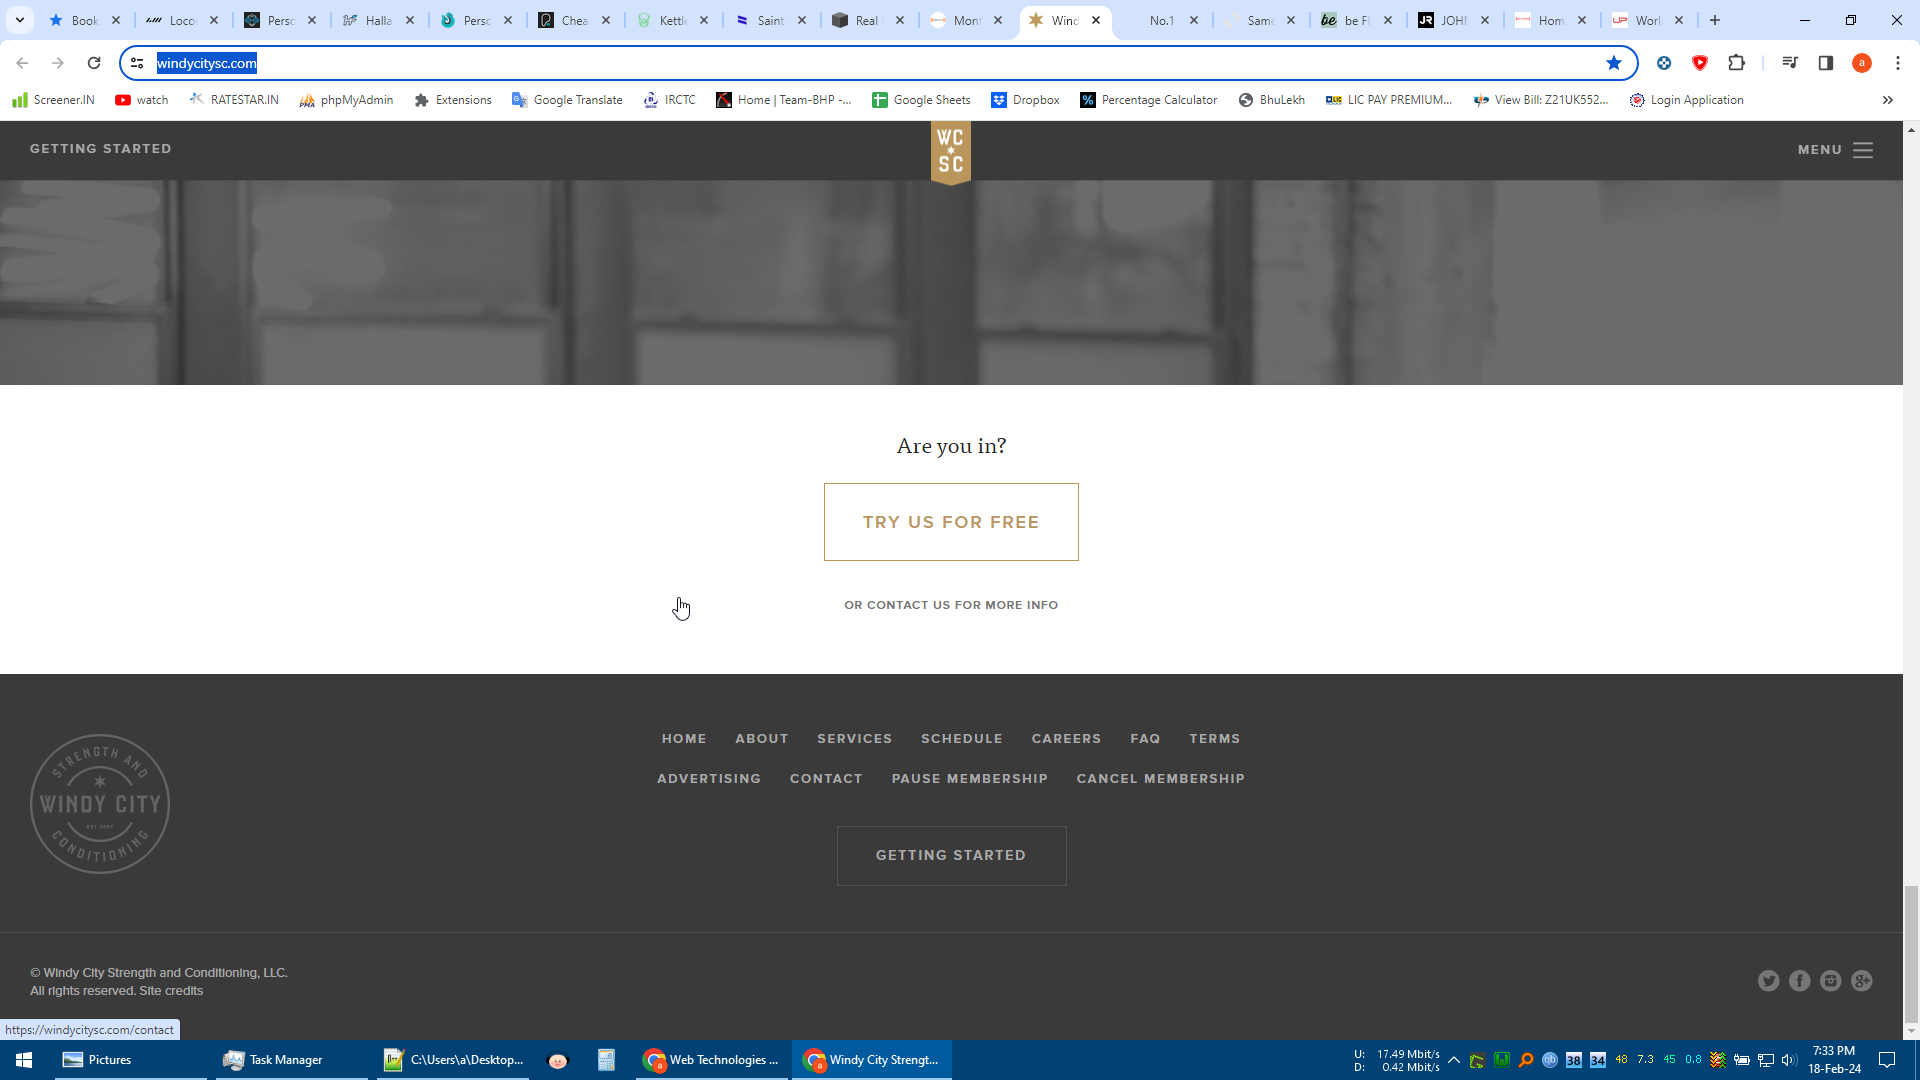 Book
Loco
Perso
Halla
Perso
Chea
Kettl
Saint
Real
Mont
Wind
No.1
Same
be Fl
JOHN
Hom
Worl
windycitysc.com
a
Screener.IN
watch
RATESTAR.IN
phpMyAdmin
Extensions
Google Translate
IRCTC
Home | Team-BHP -...
Google Sheets
Dropbox
Percentage Calculator
BhuLekh
LIC PAY PREMIUM...
View Bill: Z21UK552...
Login Application
GETTING STARTED
WC
SC
MENU
Are you in?
TRY US FOR FREE
OR CONTACT US FOR MORE INFO
STRENGTH AND
WINDY CITY
EST 2007
CONDITIONING
HOME ABOUT SERVICES SCHEDULE CAREERS FAQ TERMS
ADVERTISING CONTACT PAUSE MEMBERSHIP CANCEL MEMBERSHIP
GETTING STARTED
© Windy City Strength and Conditioning, LLC.
All rights reserved. Site credits
https://windycitysc.com/contact
Pictures
Task Manager
C:\Users\a\Desktop...
Web Technologies ...
Windy City Strengt...
U: 17.49 Mbit/s
D: 0.42 Mbit/s
38 34 48 7.3 45 0.8
7:33 PM
18-Feb-24